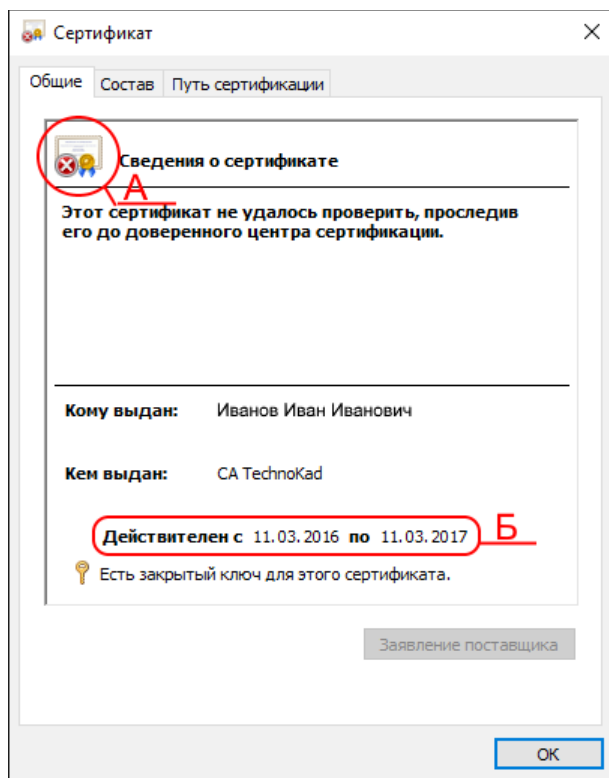 Сертификат
Общие Состав Путь сертификации
Сведения о сертификате
А
Этот сертификат не удалось проверить, проследив
его до доверенного центра сертификации.
Кому выдан: Иванов Иван Иванович
Кем выдан: CA TechnoKad
Действителен с 11.03.2016 по 11.03.2017 Б
Есть закрытый ключ для этого сертификата.
Заявление поставщика
ОК